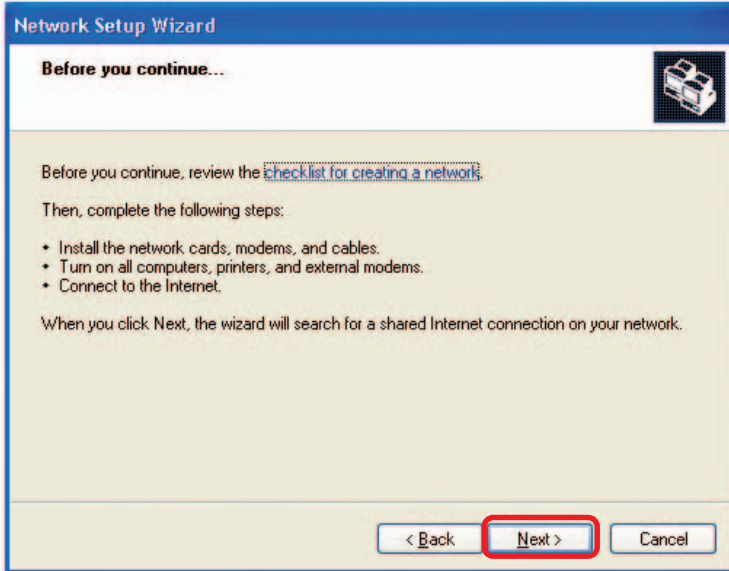 Network Setup Wizard
Before you continue...
Before you continue, review the checklist for creating a network.
Then, complete the following steps:
• Install the network cards, modems, and cables.
• Turn on all computers, printers, and external modems.
• Connect to the Internet.
When you click Next, the wizard will search for a shared Internet connection on your network.
< Back Next > Cancel